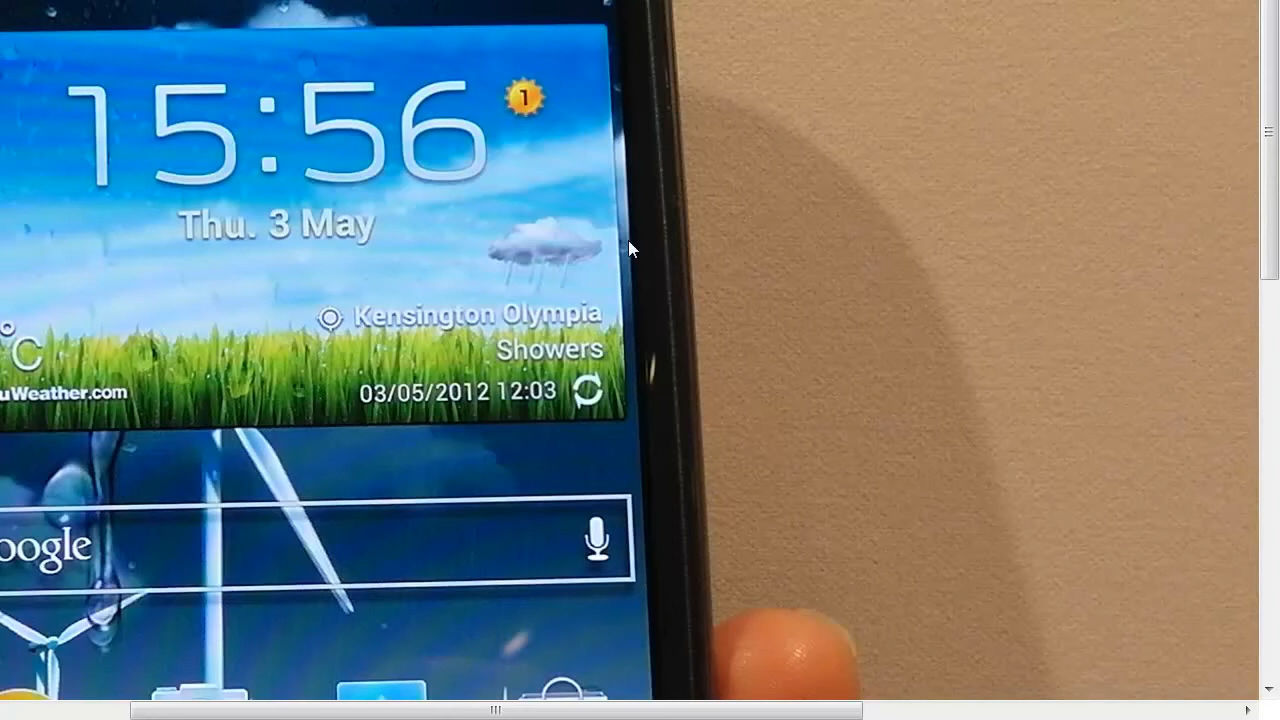 15:56
1
Thu. 3 May
Kensington Olympia
°C
Showers
uWeather.com
03/05/2012 12:03
oogle